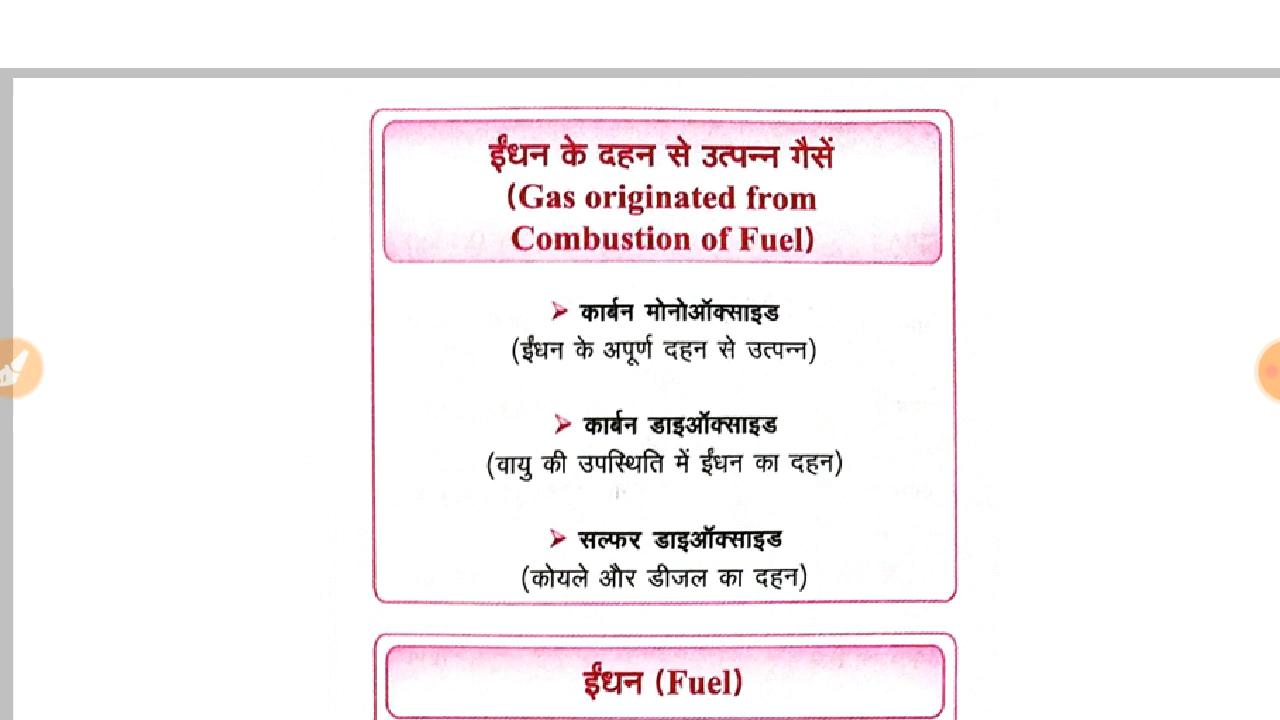 ईंधन के दहन से उत्पन्न गैसें
(Gas originated from
Combustion of Fuel)
➤ कार्बन मोनोऑक्साइड
(ईंधन के अपूर्ण दहन से उत्पन्न)
➤ कार्बन डाइऑक्साइड
(वायु की उपस्थिति में ईंधन का दहन)
➤ सल्फर डाइऑक्साइड
(कोयले और डीजल का दहन)
ईंधन (Fuel)